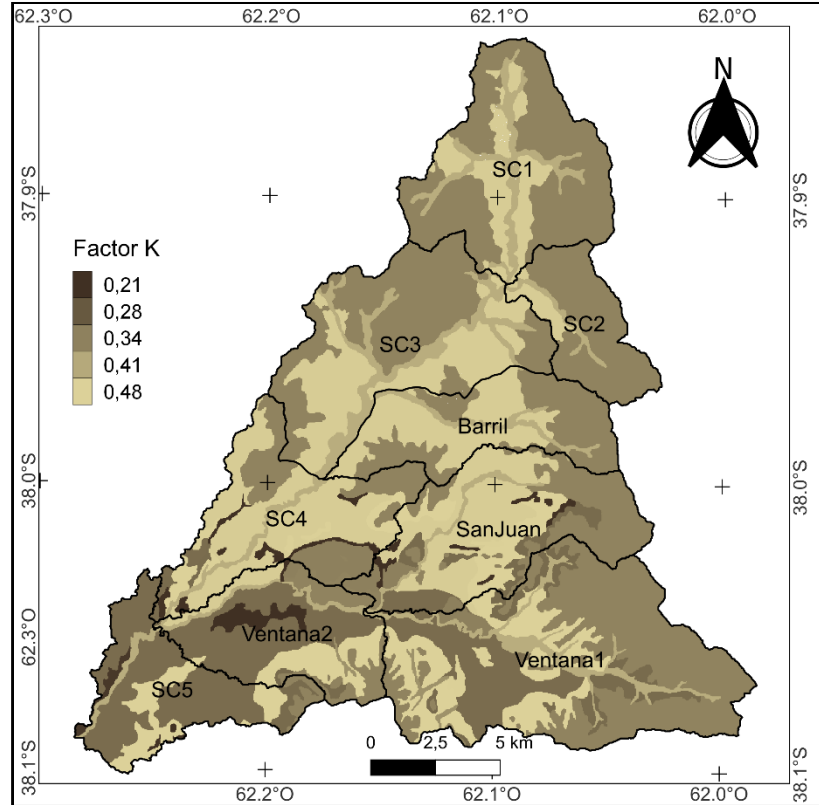 62.3°O 62.2°O 62.1°O 62.0°O
N
37.9°S 37.9°S
SC1
Factor K
0,21
0,28
0,34
0,41
0,48
SC2
SC3
Barril
38.0°S 38.0°S
SC4
SanJuan
62.3°O
Ventana2
Ventana1
SC5
0 2,5 5 km
38.1°S 38.1°S
62.2°O 62.1°O 62.0°O